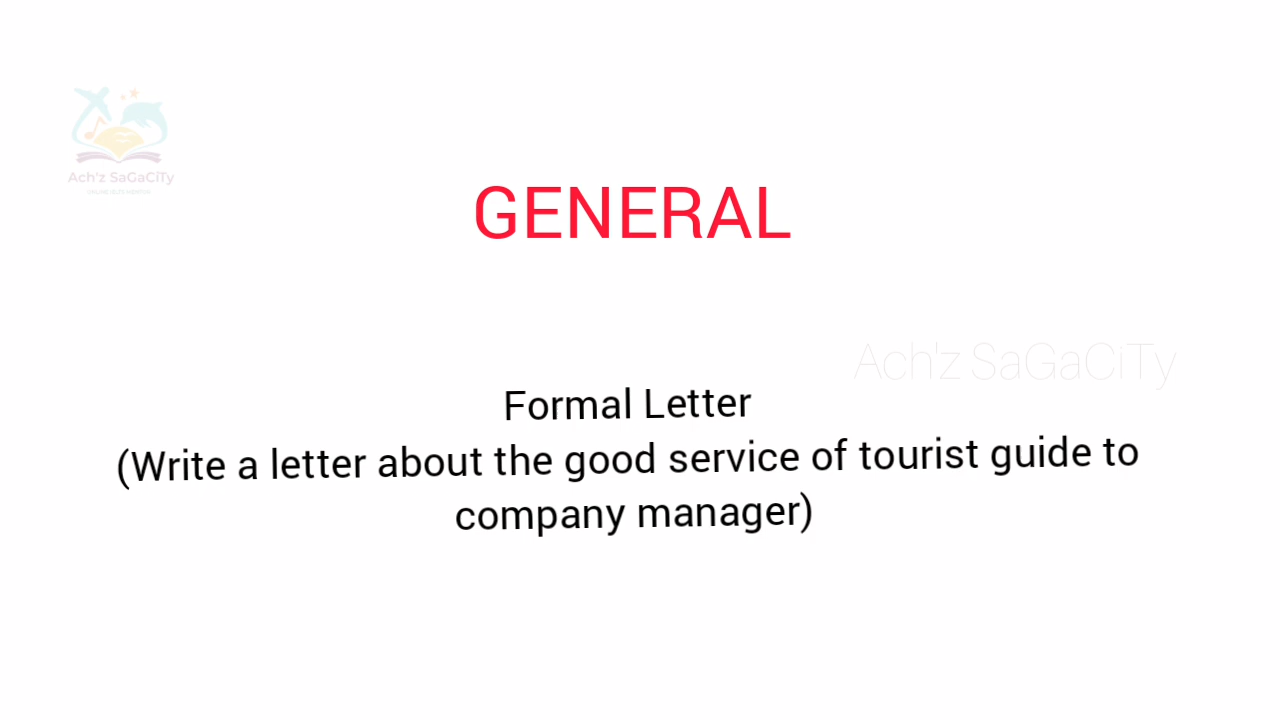 Ach'z SaGaCiTy
GENERAL
Ach'z SaGaCiTy
Formal Letter
(Write a letter about the good service of tourist guide to
company manager)